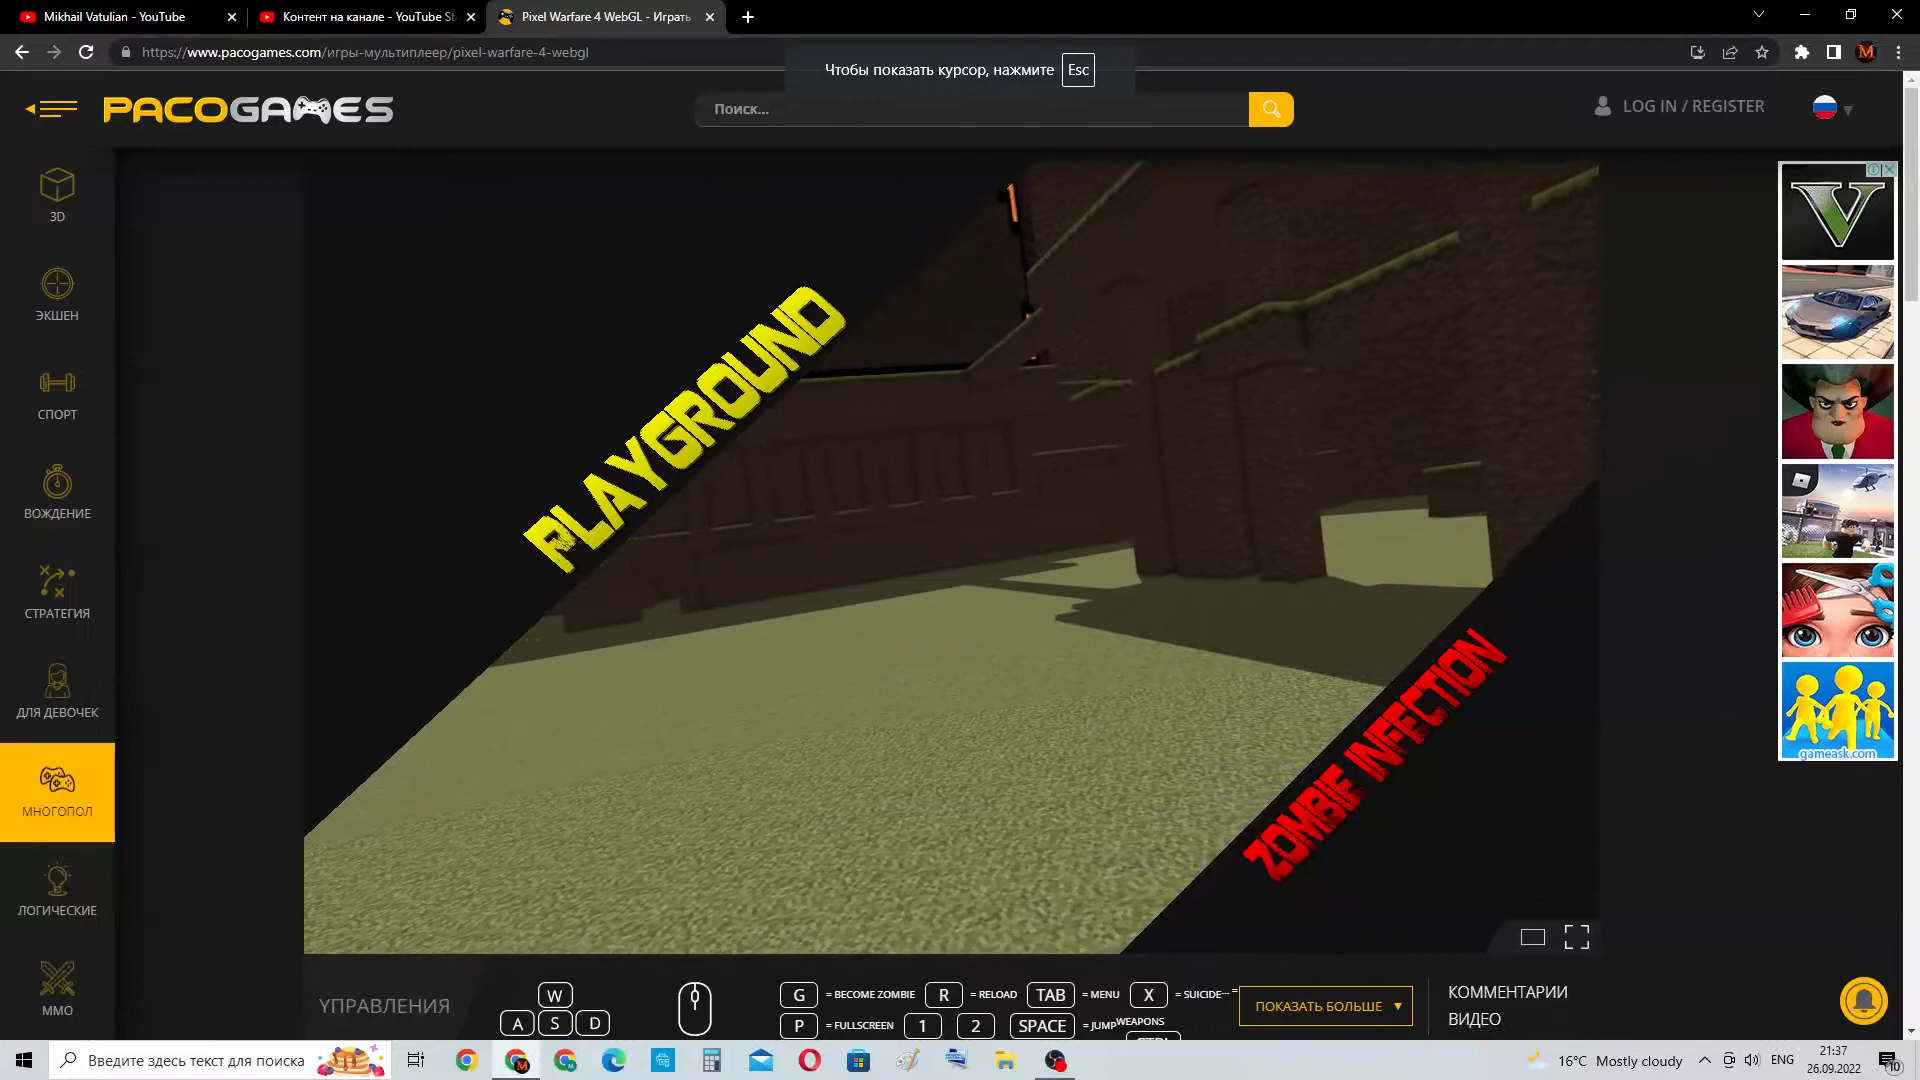 Mikhail Vatulian - YouTube
Контент на канале - YouTube St
Pixel Warfare 4 WebGL - Играть
https://www.pacogames.com/игры-мультиплеер/pixel-warfare-4-webgl
Чтобы показать курсор, нажмите Esc
PACOGAMES
Поиск...
LOG IN / REGISTER
3D
ЭКШЕН
СПОРТ
ВОЖДЕНИЕ
СТРАТЕГИЯ
ДЛЯ ДЕВОЧЕК
МНОГОПОЛ
ЛОГИЧЕСКИЕ
MMO
PLAYGROUND
ZOMBIE INFECTION
V
gameask.com
УПРАВЛЕНИЯ
W
A S D
G = BECOME ZOMBIE R = RELOAD TAB = MENU X = SUICIDE
P = FULLSCREEN 1 2 SPACE = JUMP WEAPONS
ПОКАЗАТЬ БОЛЬШЕ
КОММЕНТАРИИ
ВИДЕО
Введите здесь текст для поиска
16°C Mostly cloudy
ENG
21:37
26.09.2022
10